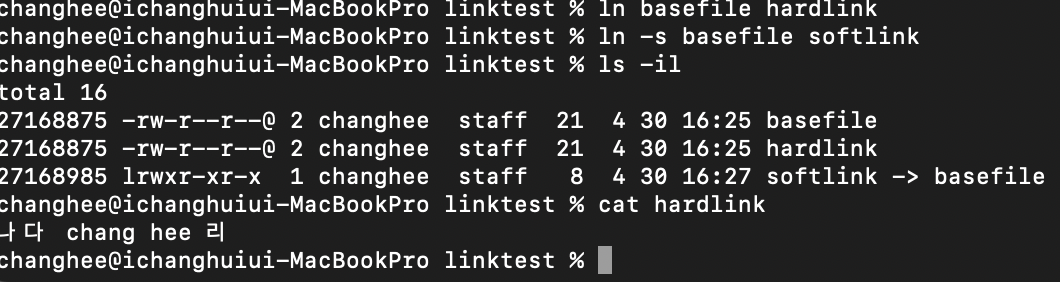 changhee@ichanghuiui-MacBookPro linktest % ln basefile hardlink
changhee@ichanghuiui-MacBookPro linktest % ln -s basefile softlink
changhee@ichanghuiui-MacBookPro linktest % ls -il
total 16
27168875 -rw-r--r--@ 2 changhee  staff  21  4 30 16:25 basefile
27168875 -rw-r--r--@ 2 changhee  staff  21  4 30 16:25 hardlink
27168985 lrwxr-xr-x  1 changhee  staff   8  4 30 16:27 softlink -> basefile
changhee@ichanghuiui-MacBookPro linktest % cat hardlink
나다 chang hee 리
changhee@ichanghuiui-MacBookPro linktest %